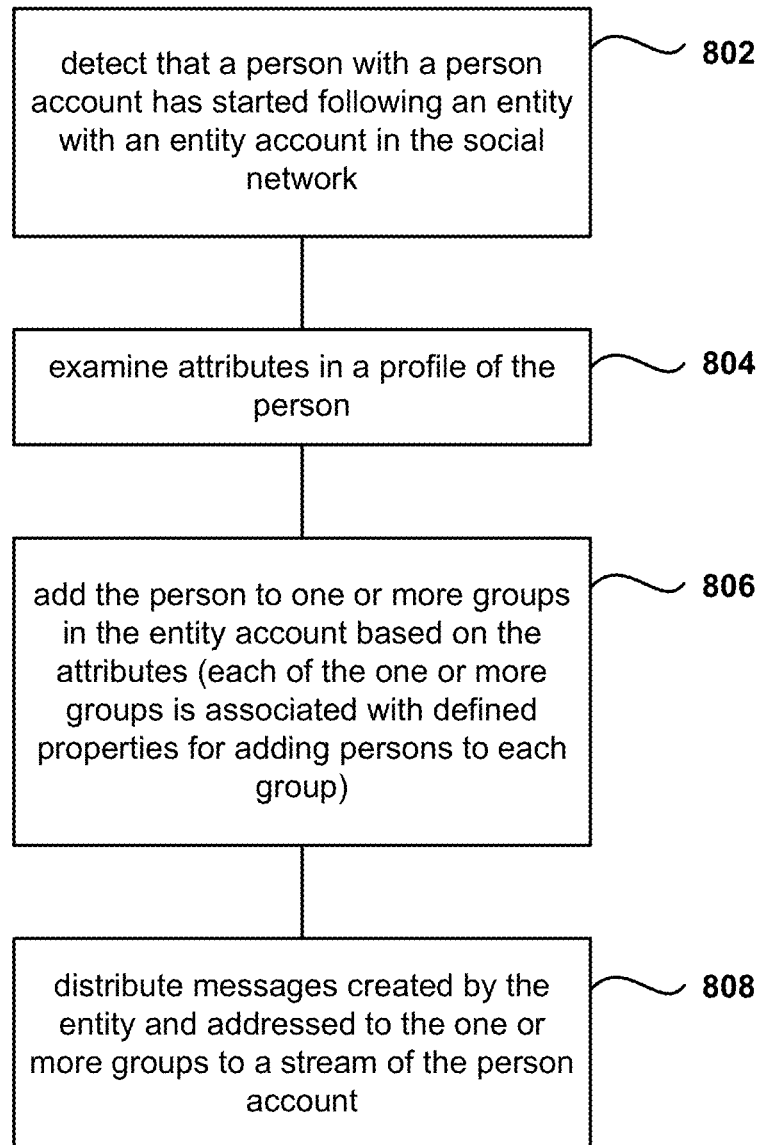 detect that a person with a person
account has started following an entity
with an entity account in the social
network
802
examine attributes in a profile of the
person
804
add the person to one or more groups
in the entity account based on the
attributes (each of the one or more
groups is associated with defined
properties for adding persons to each
group)
806
distribute messages created by the
entity and addressed to the one or
more groups to a stream of the person
account
808